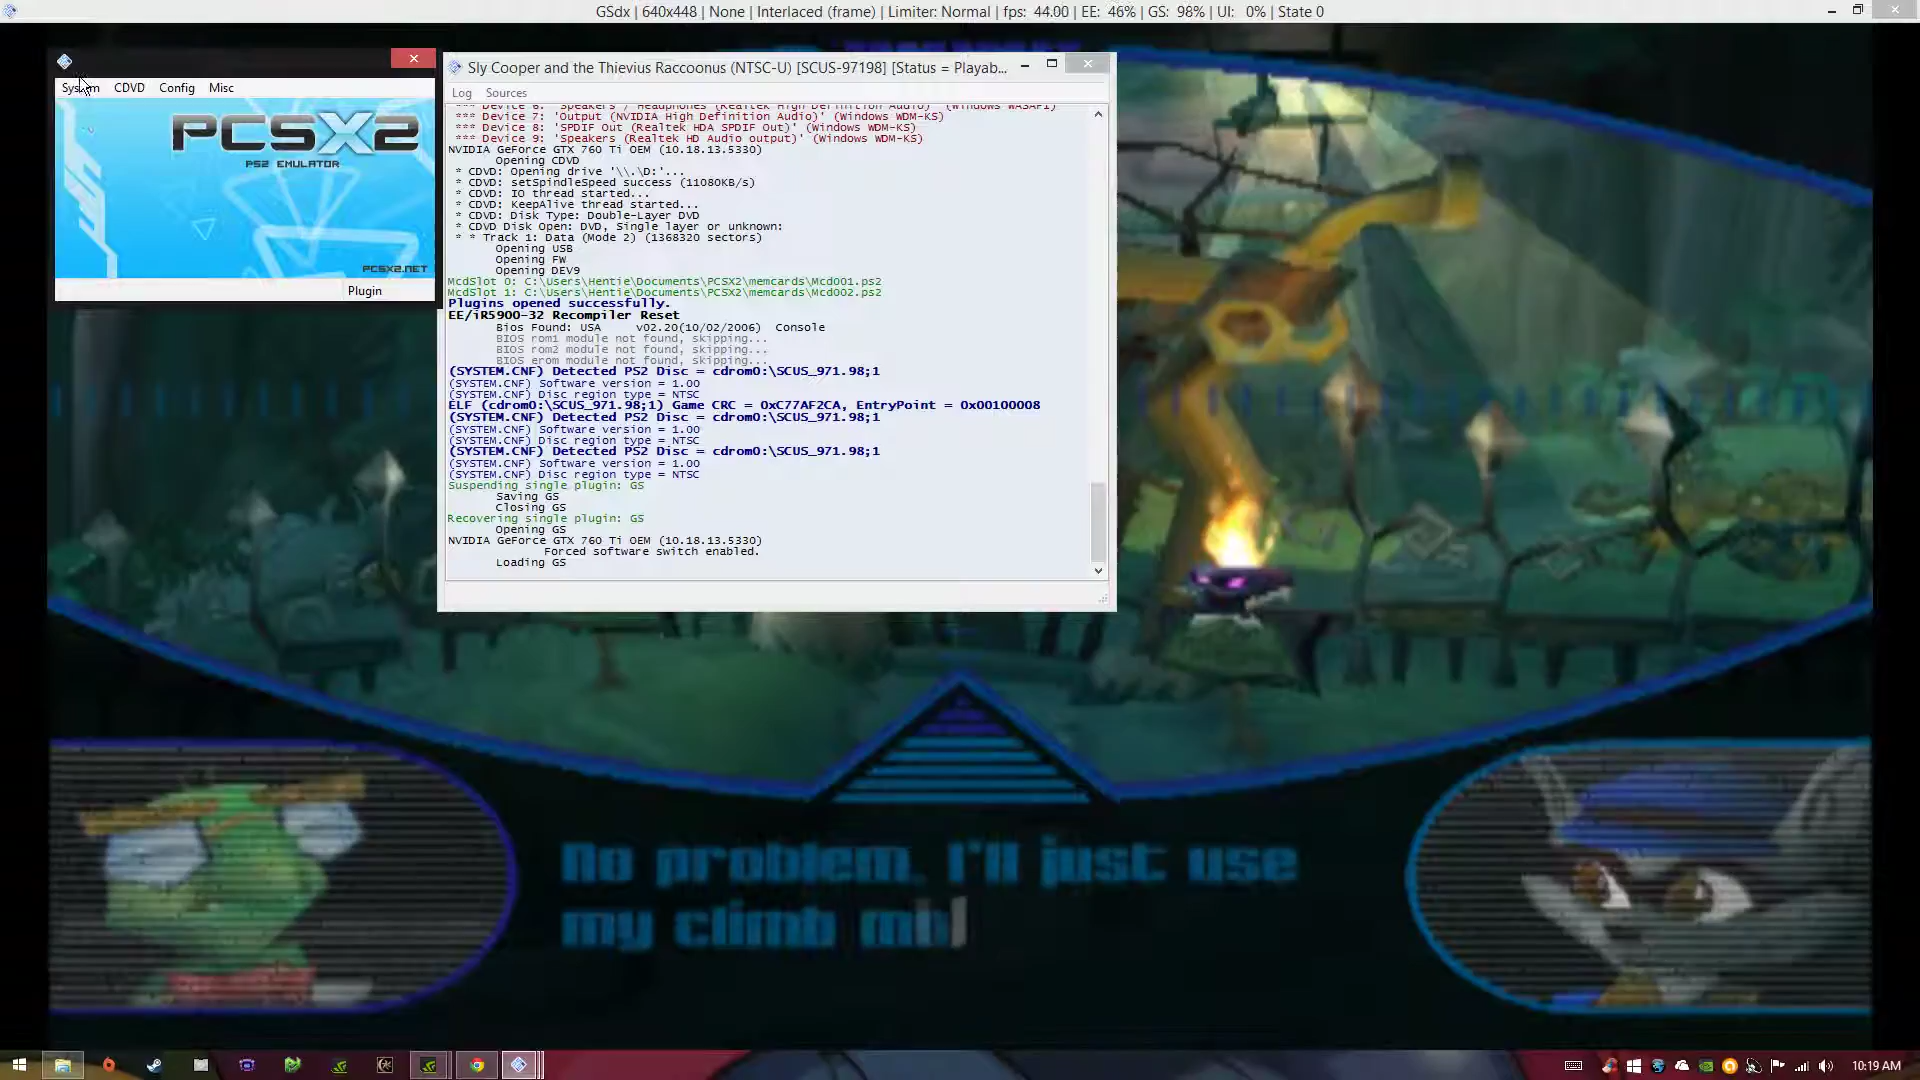 GSdx | 640x448 | None | Interlaced (frame) | Limiter: Normal | fps: 44.00 | EE: 46% | GS: 98% | UI: 0% | State 0
System CDVD Config Misc
PCSX2
PS2 EMULATOR
PCSX2.NET
Plugin
Sly Cooper and the Thievius Raccoonus (NTSC-U) [SCUS-97198] [Status = Playab...
Log Sources
*** Device 6: 'Speakers / Headphones (Realtek High Definition Audio)' (Windows WASAPI)
*** Device 7: 'Output (NVIDIA High Definition Audio)' (Windows WDM-KS)
*** Device 8: 'SPDIF Out (Realtek HDA SPDIF Out)' (Windows WDM-KS)
*** Device 9: 'Speakers (Realtek HD Audio output)' (Windows WDM-KS)
NVIDIA GeForce GTX 760 Ti OEM (10.18.13.5330)
Opening CDVD
* CDVD: Opening drive '\\.\D:'...
* CDVD: setSpindleSpeed success (11080KB/s)
* CDVD: IO thread started...
* CDVD: KeepAlive thread started...
* CDVD: Disk Type: Double-Layer DVD
* CDVD Disk Open: DVD, Single layer or unknown:
* * Track 1: Data (Mode 2) (1368320 sectors)
Opening USB
Opening FW
Opening DEV9
McdSlot 0: C:\Users\Hentie\Documents\PCSX2\memcards\Mcd001.ps2
McdSlot 1: C:\Users\Hentie\Documents\PCSX2\memcards\Mcd002.ps2
Plugins opened successfully.
EE/iR5900-32 Recompiler Reset
Bios Found: USA v02.20(10/02/2006) Console
BIOS rom1 module not found, skipping...
BIOS rom2 module not found, skipping...
BIOS erom module not found, skipping...
(SYSTEM.CNF) Detected PS2 Disc = cdrom0:\SCUS_971.98;1
(SYSTEM.CNF) Software version = 1.00
(SYSTEM.CNF) Disc region type = NTSC
ELF (cdrom0:\SCUS_971.98;1) Game CRC = 0xC77AF2CA, EntryPoint = 0x00100008
(SYSTEM.CNF) Detected PS2 Disc = cdrom0:\SCUS_971.98;1
(SYSTEM.CNF) Software version = 1.00
(SYSTEM.CNF) Disc region type = NTSC
(SYSTEM.CNF) Detected PS2 Disc = cdrom0:\SCUS_971.98;1
(SYSTEM.CNF) Software version = 1.00
(SYSTEM.CNF) Disc region type = NTSC
Suspending single plugin: GS
Saving GS
Closing GS
Recovering single plugin: GS
Opening GS
NVIDIA GeForce GTX 760 Ti OEM (10.18.13.5330)
Forced software switch enabled.
Loading GS
No problem. I'll just use
my climb
10:19 AM